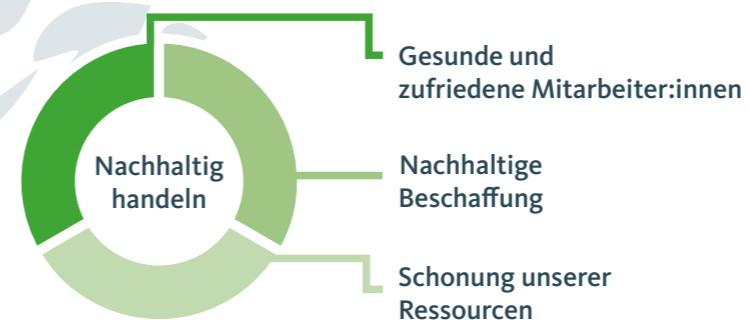 Nachhaltig
handeln
Gesunde und
zufriedene Mitarbeiter:innen
Nachhaltige
Beschaffung
Schonung unserer
Ressourcen